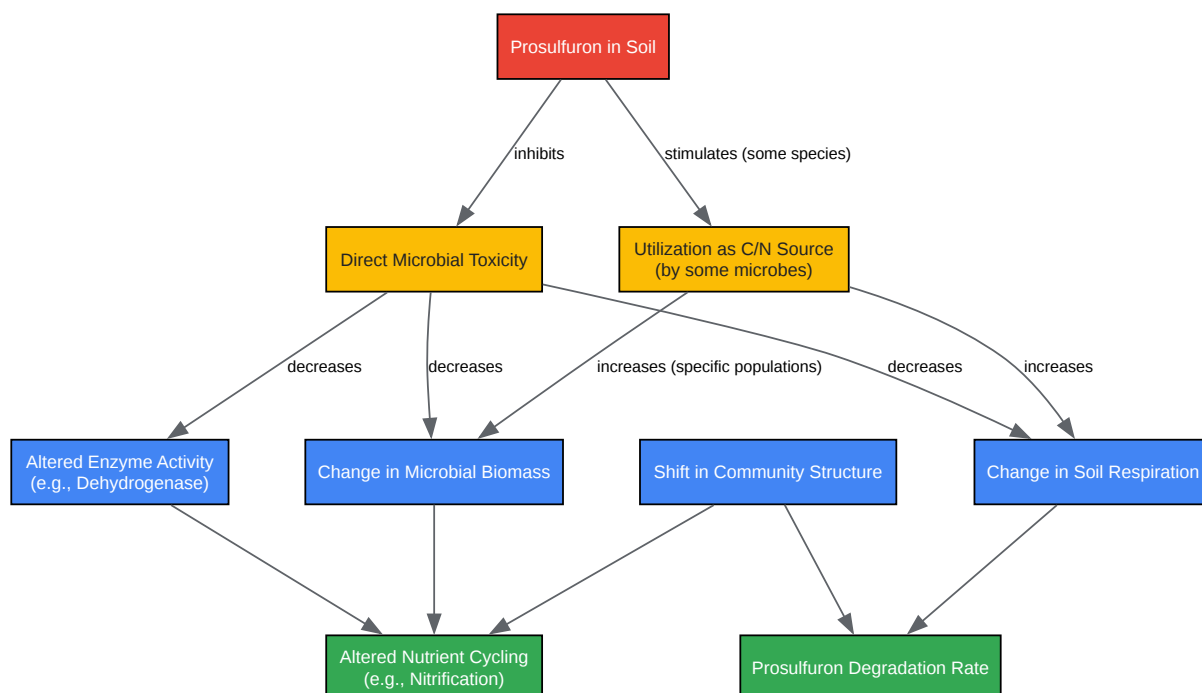 Prosulfuron in Soil
inhibits
stimulates (some species)
Direct Microbial Toxicity
Utilization as C/N Source
(by some microbes)
decreases
decreases
increases (specific populations)
decreases
increases
Altered Enzyme Activity
(e.g., Dehydrogenase)
Change in Microbial Biomass
Shift in Community Structure
Change in Soil Respiration
Altered Nutrient Cycling
(e.g., Nitrification)
Prosulfuron Degradation Rate